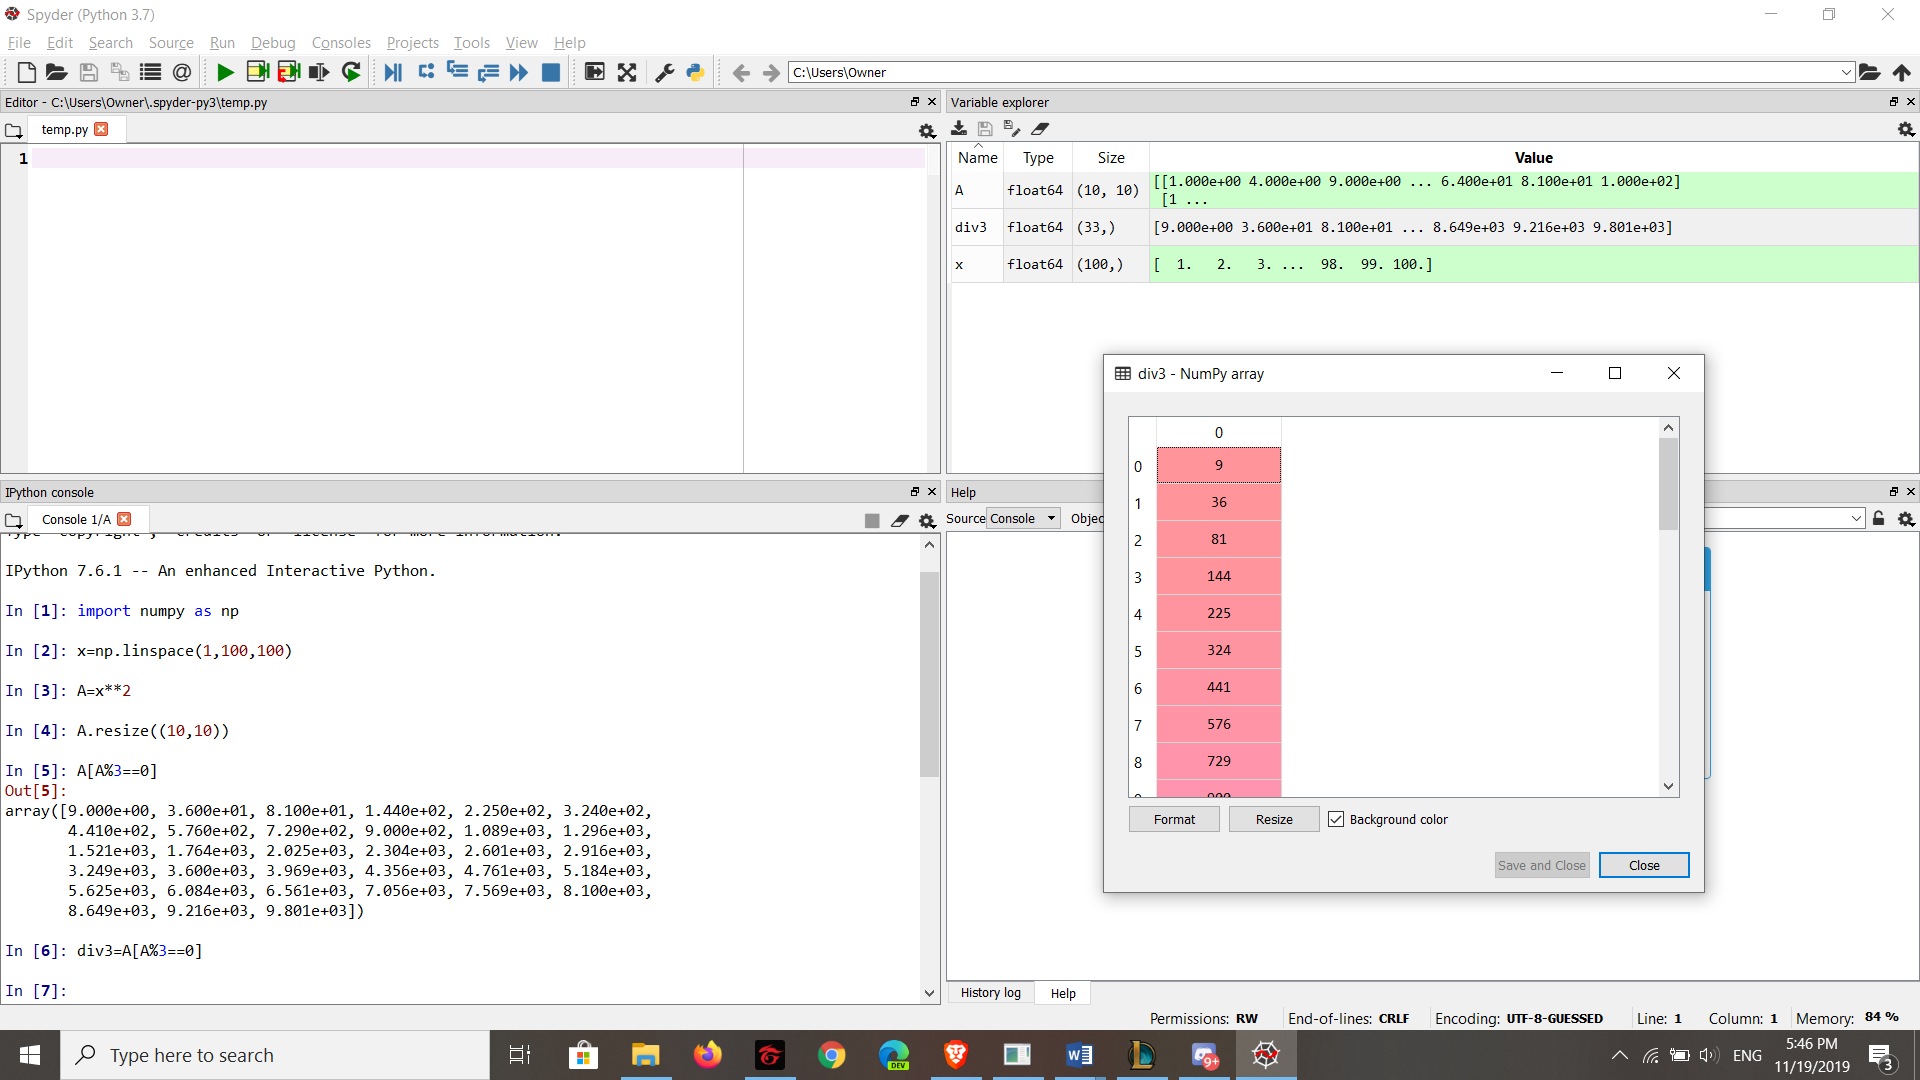 Spyder (Python 3.7)
File Edit Search Source Run Debug Consoles Projects Tools View Help
C:\Users\Owner
Editor - C:\Users\Owner\.spyder-py3\temp.py
temp.py
1
Variable explorer
Name Type Size Value
A float64 (10, 10) [[1.000e+00 4.000e+00 9.000e+00 ... 6.400e+01 8.100e+01 1.000e+02]
[1 ...
div3 float64 (33,) [9.000e+00 3.600e+01 8.100e+01 ... 8.649e+03 9.216e+03 9.801e+03]
x float64 (100,) [  1.   2.   3. ...  98.  99. 100.]
div3 - NumPy array
0
0 9
1 36
2 81
3 144
4 225
5 324
6 441
7 576
8 729
Format Resize Background color
Save and Close Close
IPython console
Console 1/A
IPython 7.6.1 -- An enhanced Interactive Python.
In [1]: import numpy as np
In [2]: x=np.linspace(1,100,100)
In [3]: A=x**2
In [4]: A.resize((10,10))
In [5]: A[A%3==0]
Out[5]:
array([9.000e+00, 3.600e+01, 8.100e+01, 1.440e+02, 2.250e+02, 3.240e+02,
4.410e+02, 5.760e+02, 7.290e+02, 9.000e+02, 1.089e+03, 1.296e+03,
1.521e+03, 1.764e+03, 2.025e+03, 2.304e+03, 2.601e+03, 2.916e+03,
3.249e+03, 3.600e+03, 3.969e+03, 4.356e+03, 4.761e+03, 5.184e+03,
5.625e+03, 6.084e+03, 6.561e+03, 7.056e+03, 7.569e+03, 8.100e+03,
8.649e+03, 9.216e+03, 9.801e+03])
In [6]: div3=A[A%3==0]
In [7]:
Help
Source Console Objec
History log Help
Permissions: RW End-of-lines: CRLF Encoding: UTF-8-GUESSED Line: 1 Column: 1 Memory: 84 %
Type here to search
DEV
9+
ENG
5:46 PM
11/19/2019
3